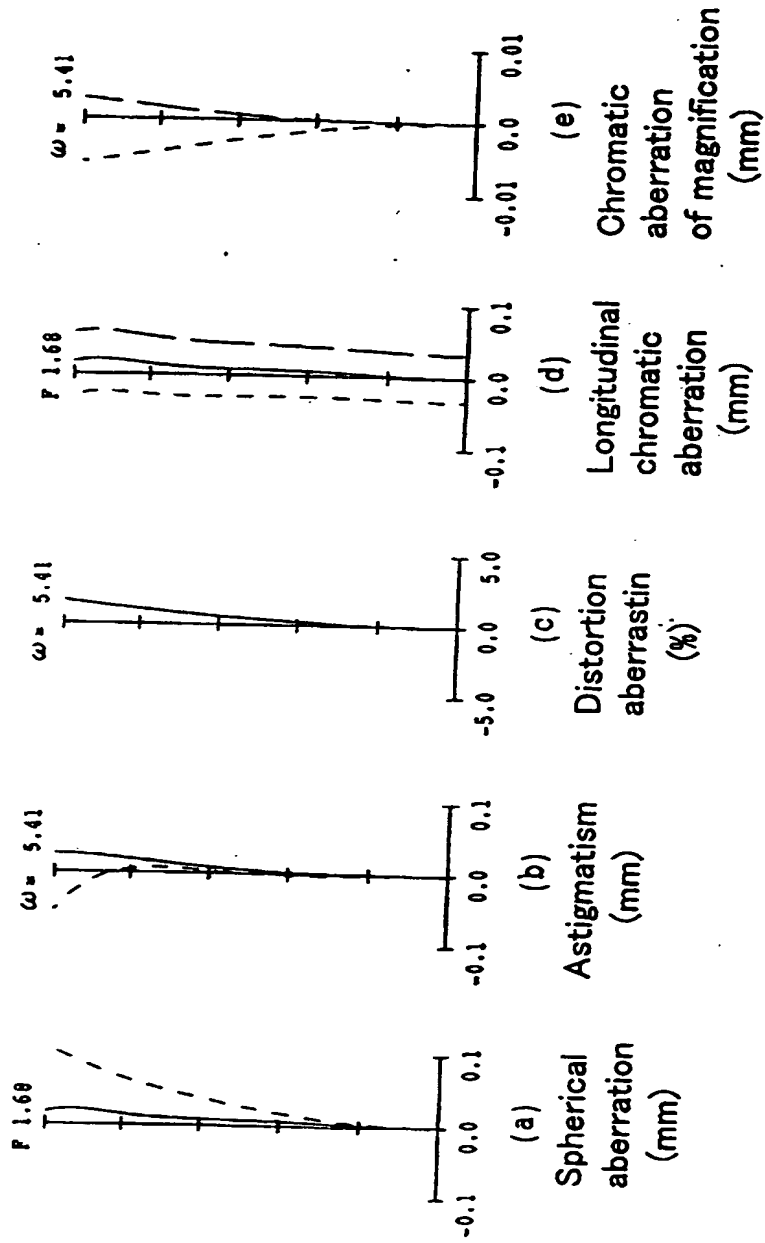 F 1.68
-0.1 0.0 0.1
(a)
Spherical
aberration
(mm)
ω= 5.41
-0.1 0.0 0.1
(b)
Astigmatism
(mm)
ω= 5.41
-5.0 0.0 5.0
(c)
Distortion
aberrastin
(%)
F 1.68
-0.1 0.0 0.1
(d)
Longitudinal
chromatic
aberration
(mm)
ω= 5.41
-0.01 0.0 0.01
(e)
Chromatic
aberration
of magnification
(mm)